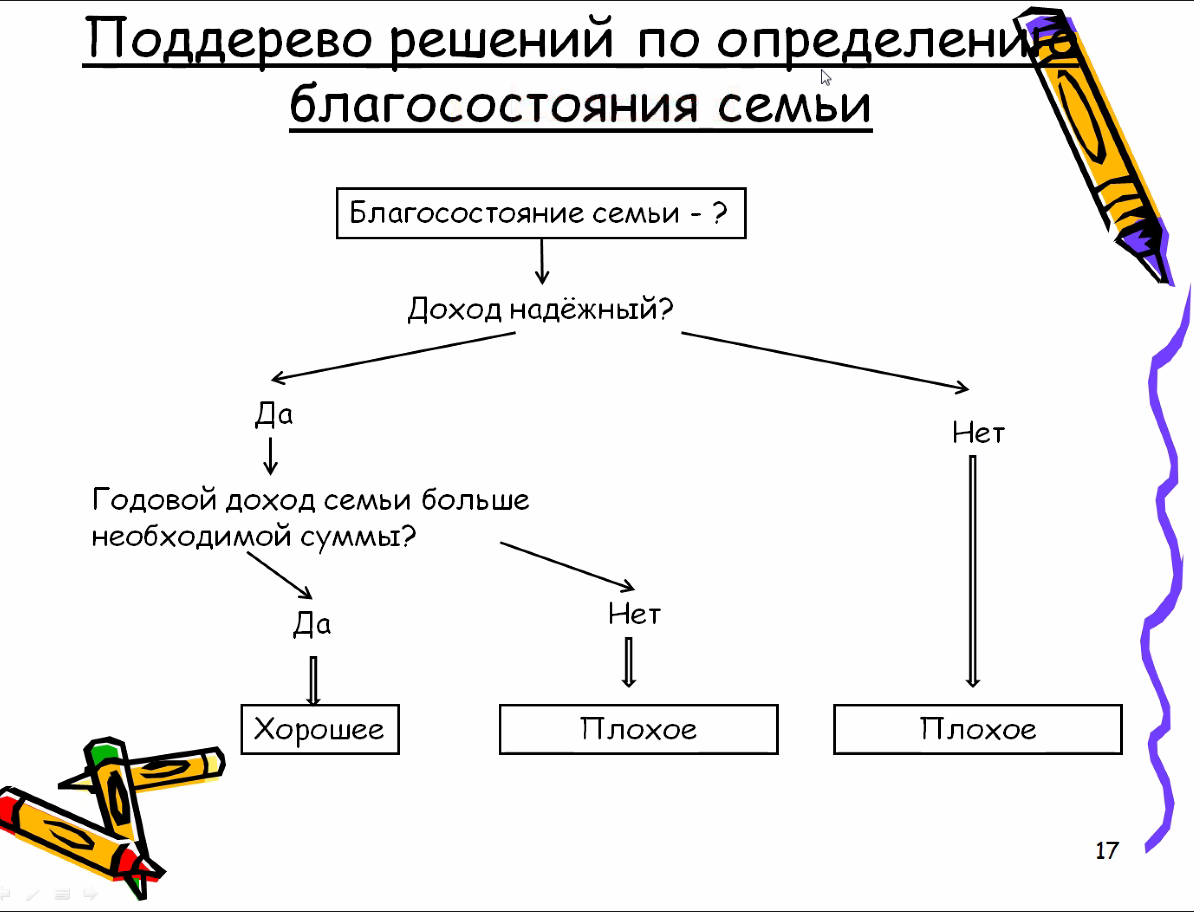 Поддерево решений по определению
благосостояния семьи
Благосостояние семьи - ?
Доход надёжный?
Да
Нет
Годовой доход семьи больше
необходимой суммы?
Да
Нет
Хорошее
Плохое
Плохое
17